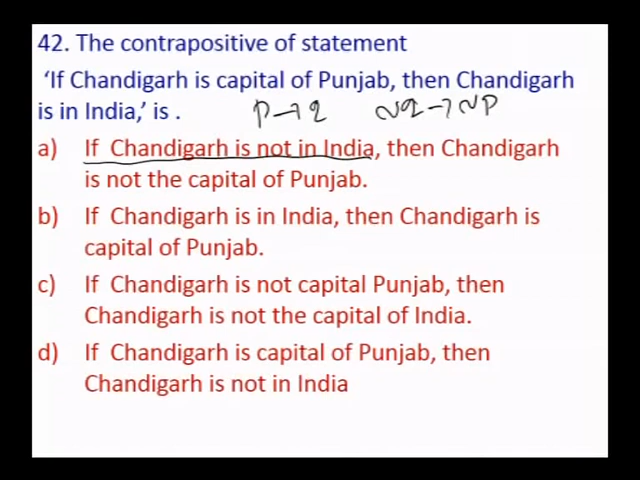 42. The contrapositive of statement
‘If Chandigarh is capital of Punjab, then Chandigarh
is in India,’ is .
p→q ~q→~p
a) If Chandigarh is not in India, then Chandigarh
is not the capital of Punjab.
b) If Chandigarh is in India, then Chandigarh is
capital of Punjab.
c) If Chandigarh is not capital Punjab, then
Chandigarh is not the capital of India.
d) If Chandigarh is capital of Punjab, then
Chandigarh is not in India